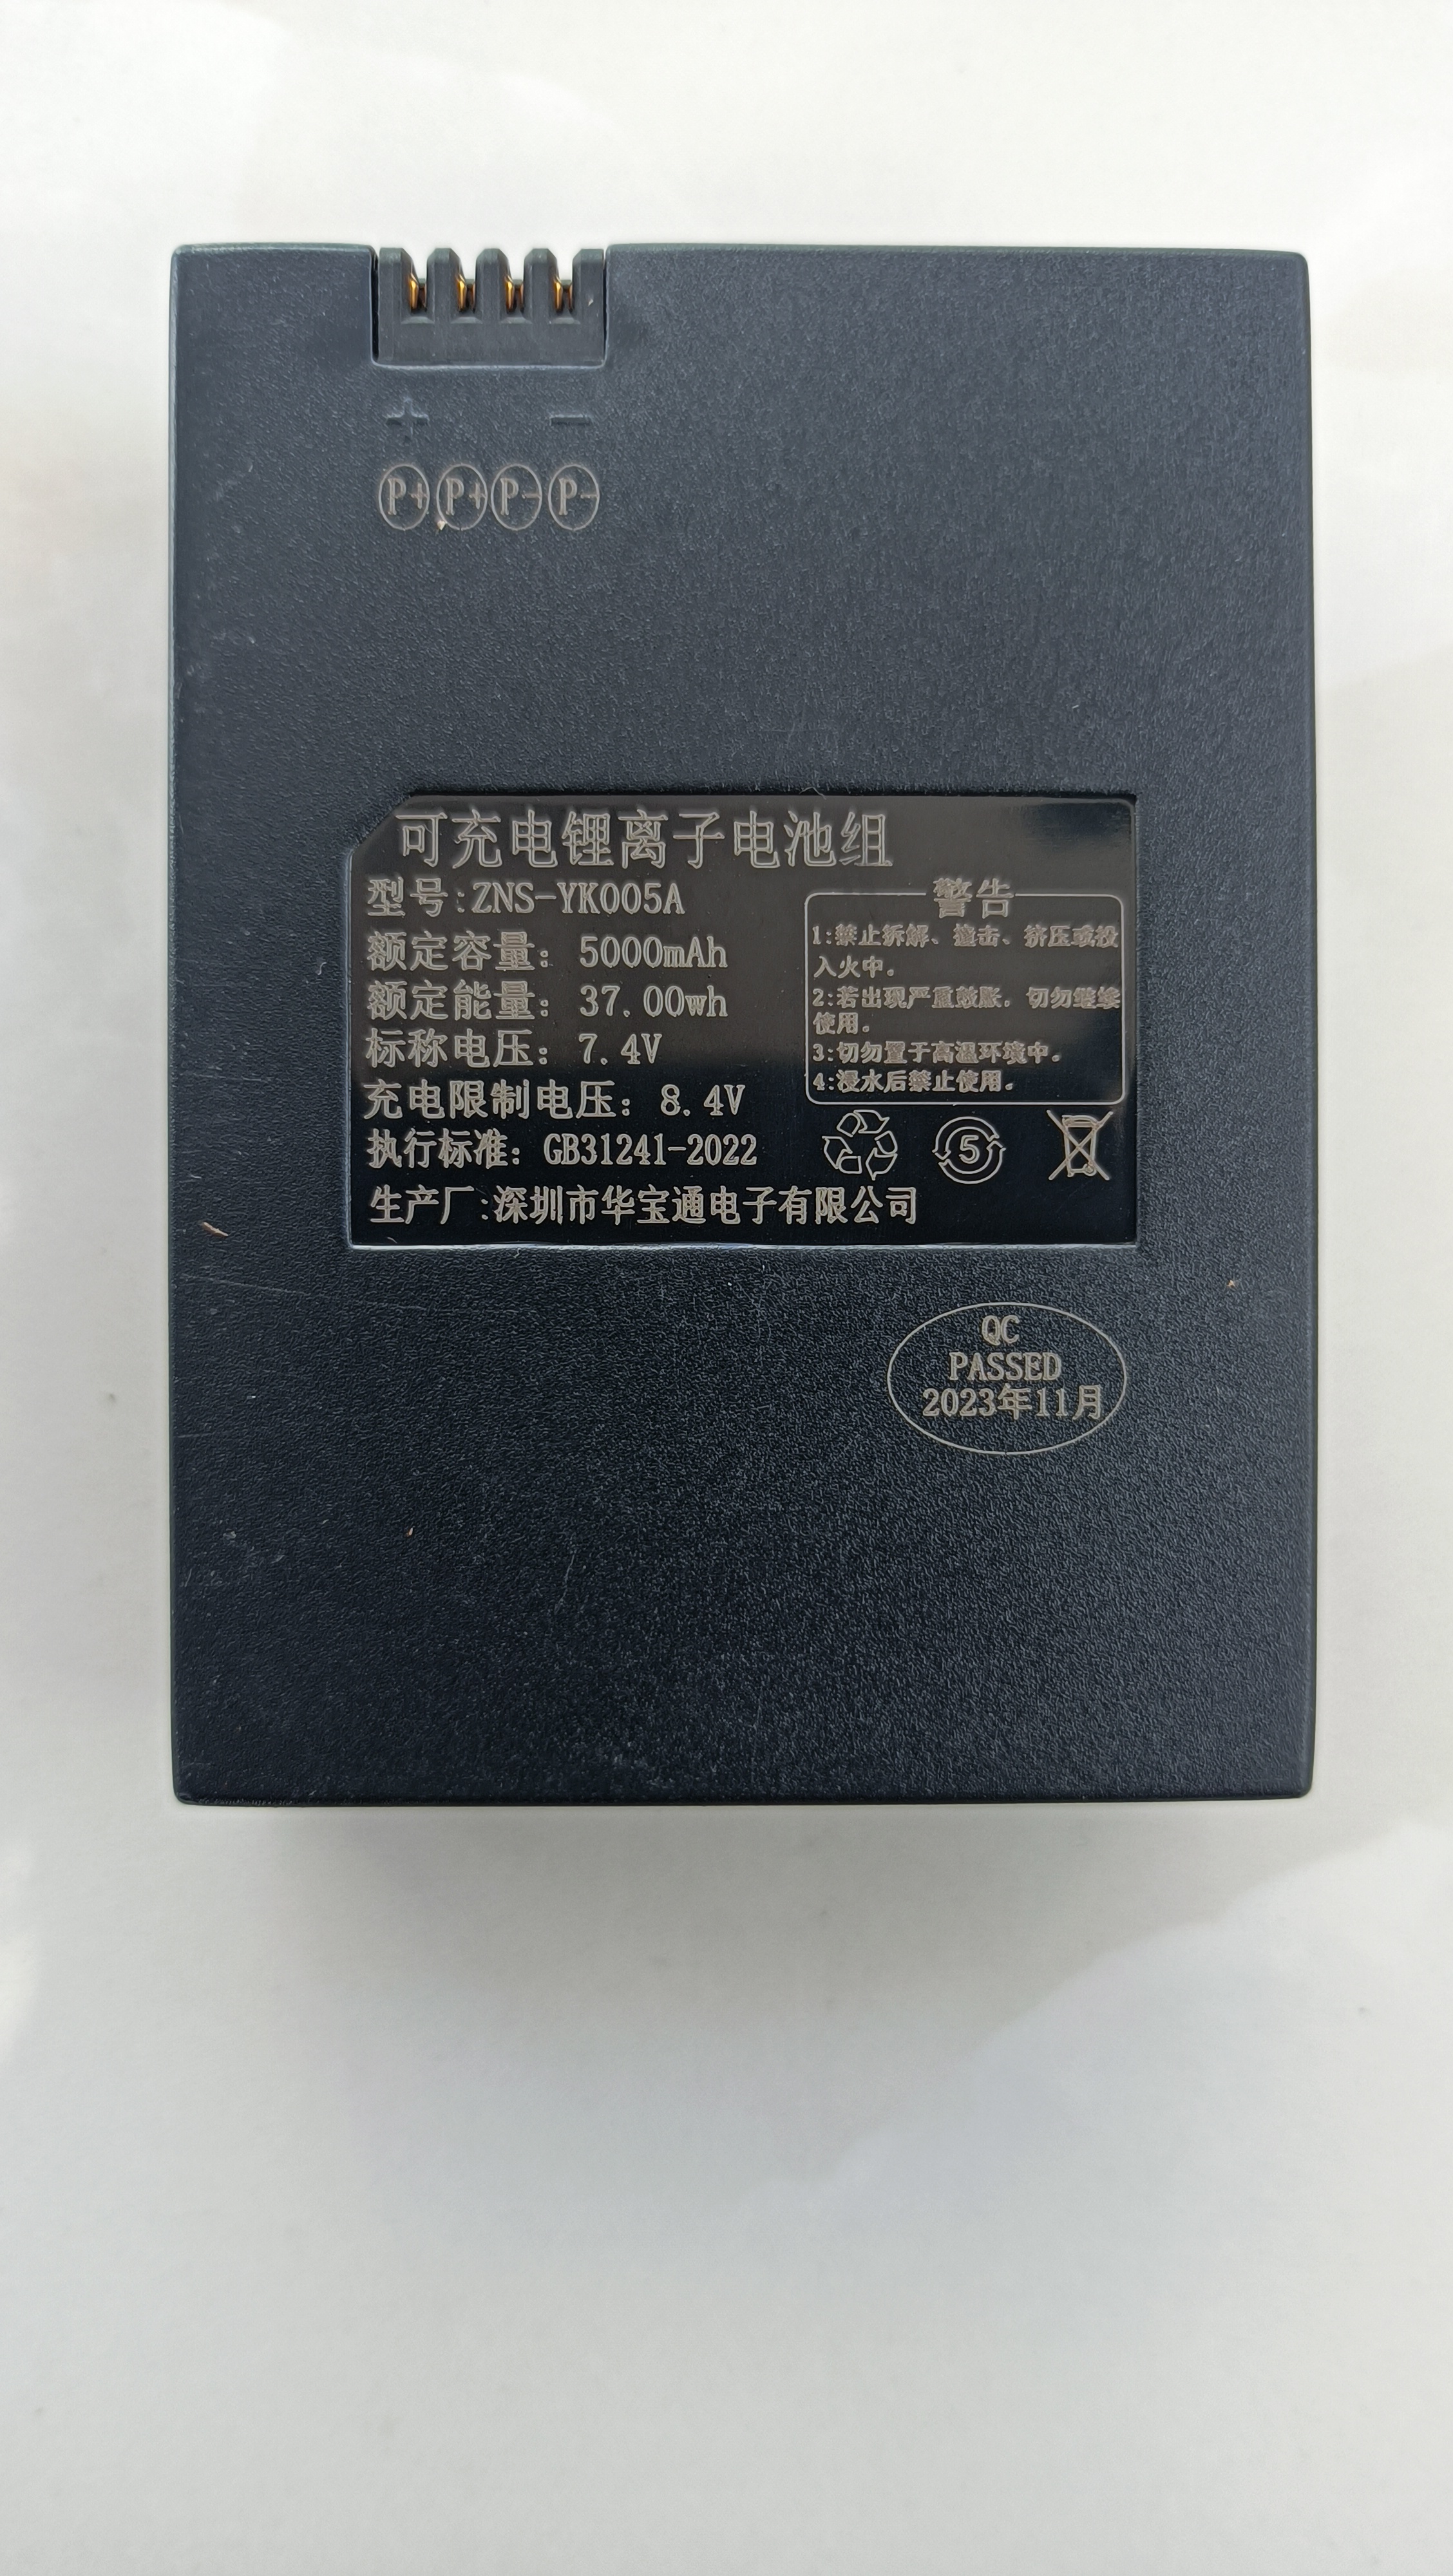 + −
P+ P+ P- P-
可充电锂离子电池组
型号:ZNS-YK005A
额定容量: 5000mAh
额定能量: 37.00wh
标称电压: 7.4V
充电限制电压: 8.4V
执行标准: GB31241-2022
生产厂:深圳市华宝通电子有限公司
警告
1:禁止拆解、撞击、挤压或投
入火中。
2:若出现严重鼓胀, 切勿继续
使用。
3:切勿置于高温环境中。
4:浸水后禁止使用。
5
QC
PASSED
2023年11月